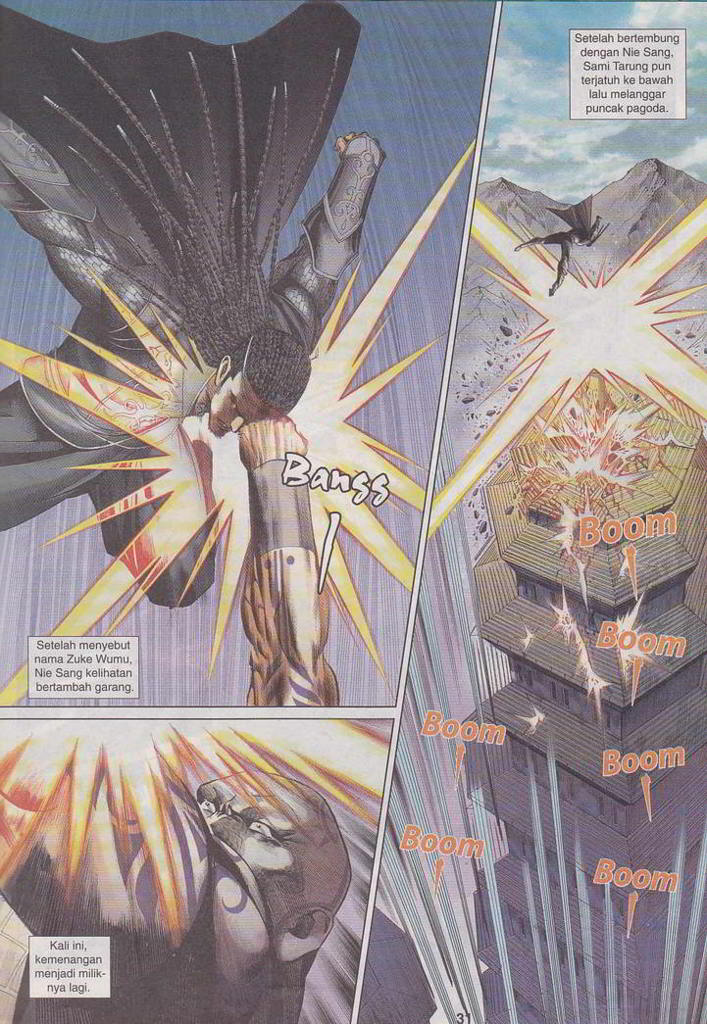 Bangs
Setelah menyebut
nama Zuke Wumu,
Nie Sang kelihatan
bertambah garang.
Kali ini,
kemenangan
menjadi milik-
nya lagi.
Setelah bertembung
dengan Nie Sang,
Sami Tarung pun
terjatuh ke bawah
lalu melanggar
puncak pagoda.
Boom
Boom
Boom
Boom
Boom
Boom
31